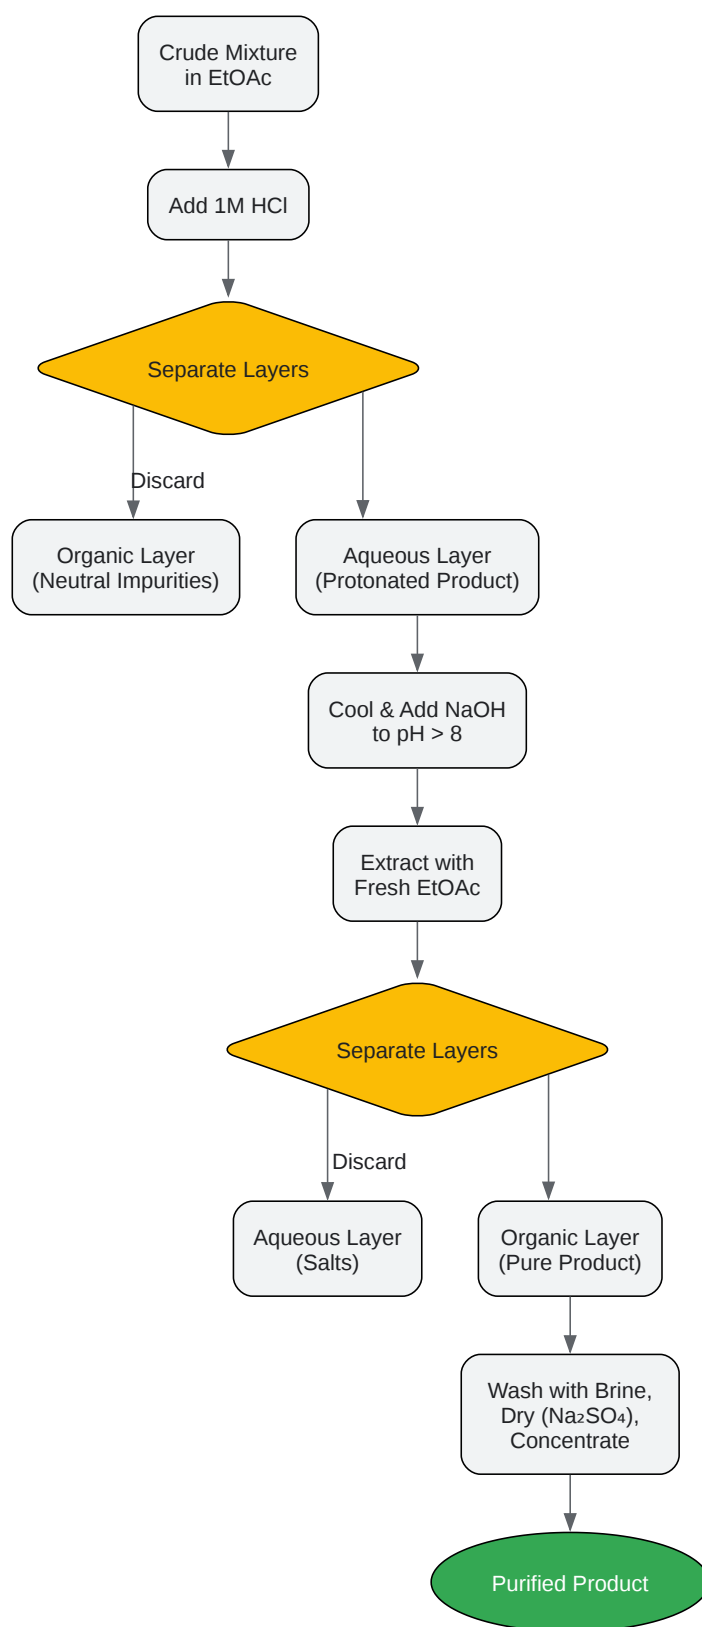 Crude Mixture
in EtOAc
Add 1M HCl
Separate Layers
Discard
Organic Layer
(Neutral Impurities)
Aqueous Layer
(Protonated Product)
Cool & Add NaOH
to pH > 8
Extract with
Fresh EtOAc
Separate Layers
Discard
Aqueous Layer
(Salts)
Organic Layer
(Pure Product)
Wash with Brine,
Dry (Na₂SO₄),
Concentrate
Purified Product